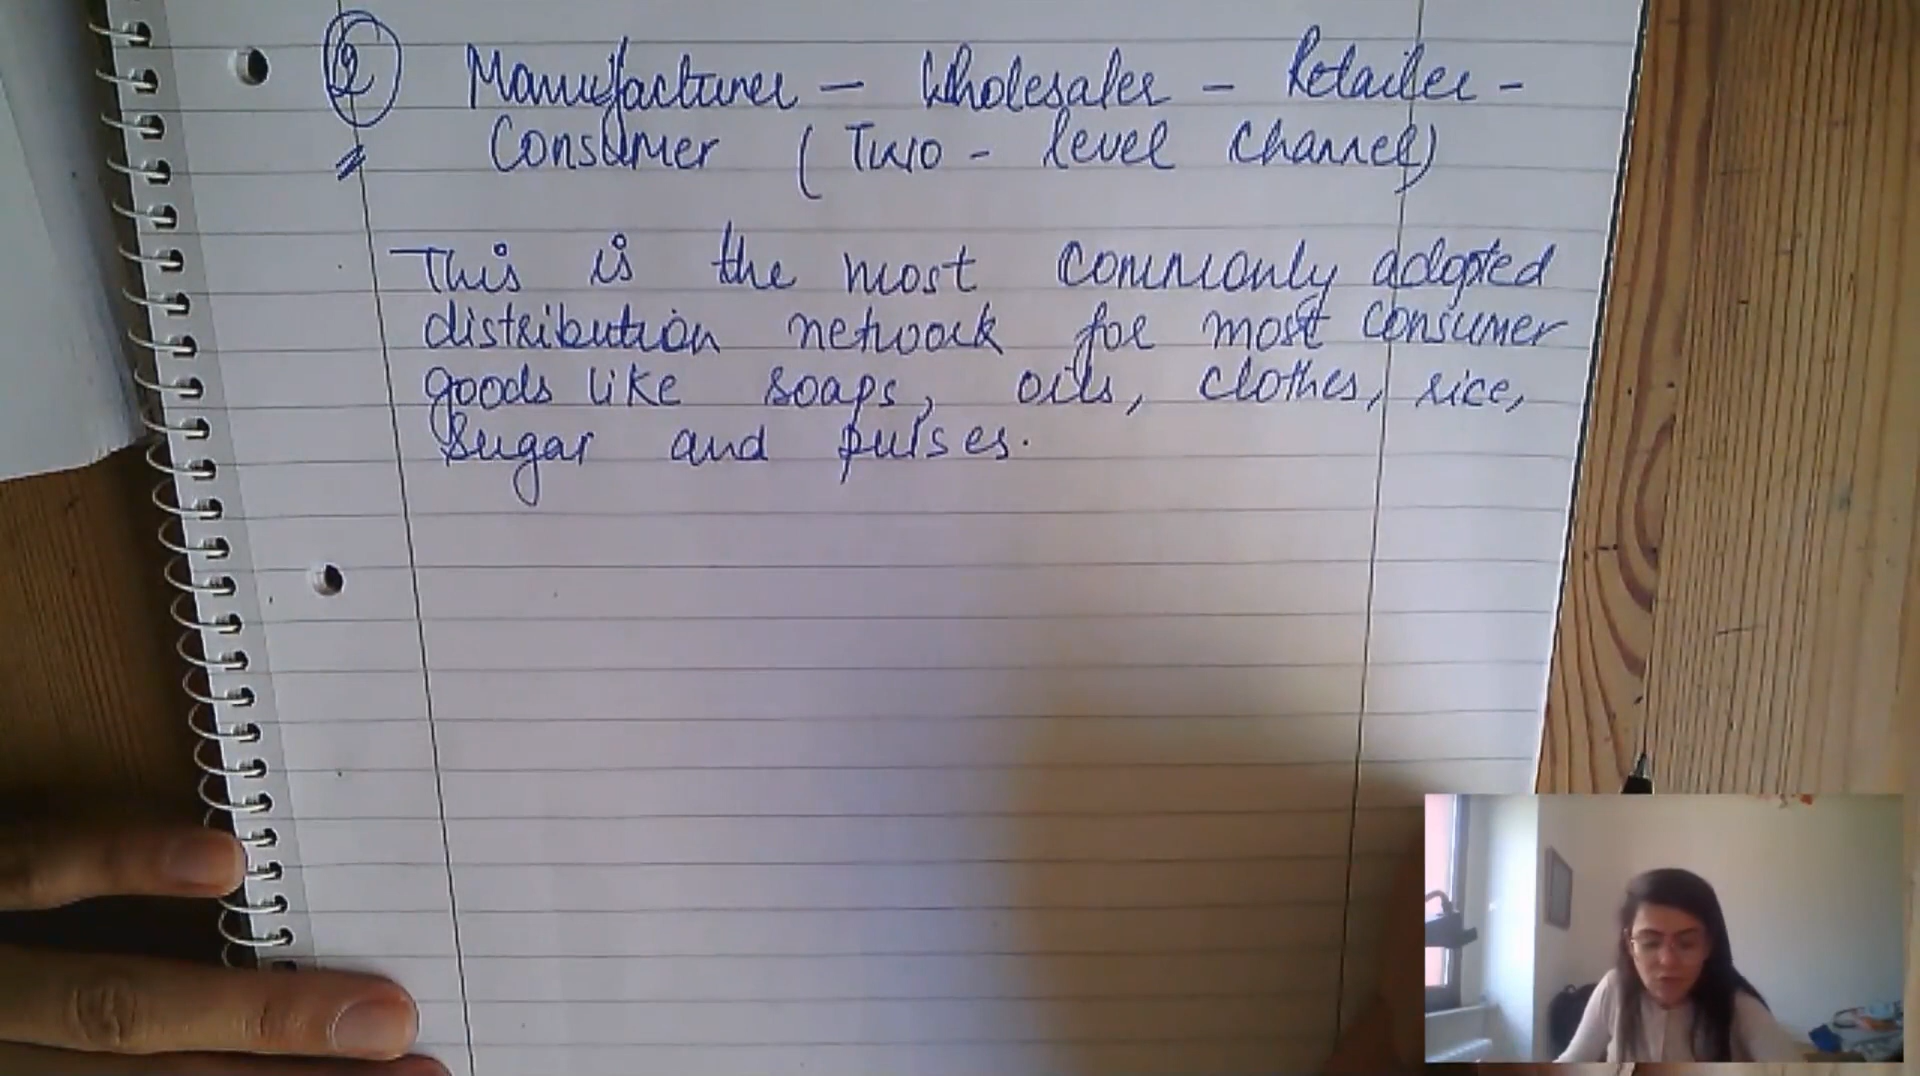 ② Manufacturer - Wholesaler - Retailer -
Consumer (Two - level channel)
This is the most commonly adopted
distribution network for most consumer
goods like soaps, oils, clothes, rice,
Sugar and pulses.